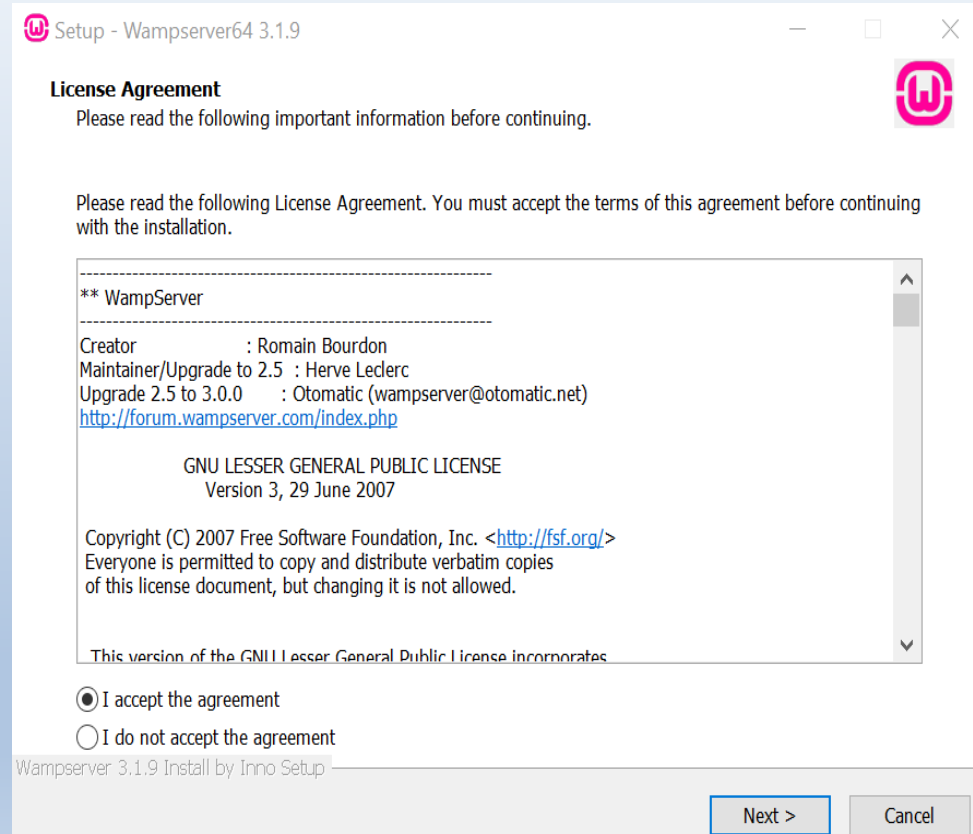 Setup - Wampserver64 3.1.9
License Agreement
Please read the following important information before continuing.
Please read the following License Agreement. You must accept the terms of this agreement before continuing
with the installation.
---------------------------------------------------------------
** WampServer
---------------------------------------------------------------
Creator : Romain Bourdon
Maintainer/Upgrade to 2.5 : Herve Leclerc
Upgrade 2.5 to 3.0.0 : Otomatic (wampserver@otomatic.net)
http://forum.wampserver.com/index.php
GNU LESSER GENERAL PUBLIC LICENSE
Version 3, 29 June 2007
Copyright (C) 2007 Free Software Foundation, Inc. <http://fsf.org/>
Everyone is permitted to copy and distribute verbatim copies
of this license document, but changing it is not allowed.
This version of the GNU Lesser General Public License incorporates
I accept the agreement
I do not accept the agreement
Wampserver 3.1.9 Install by Inno Setup
Next >
Cancel